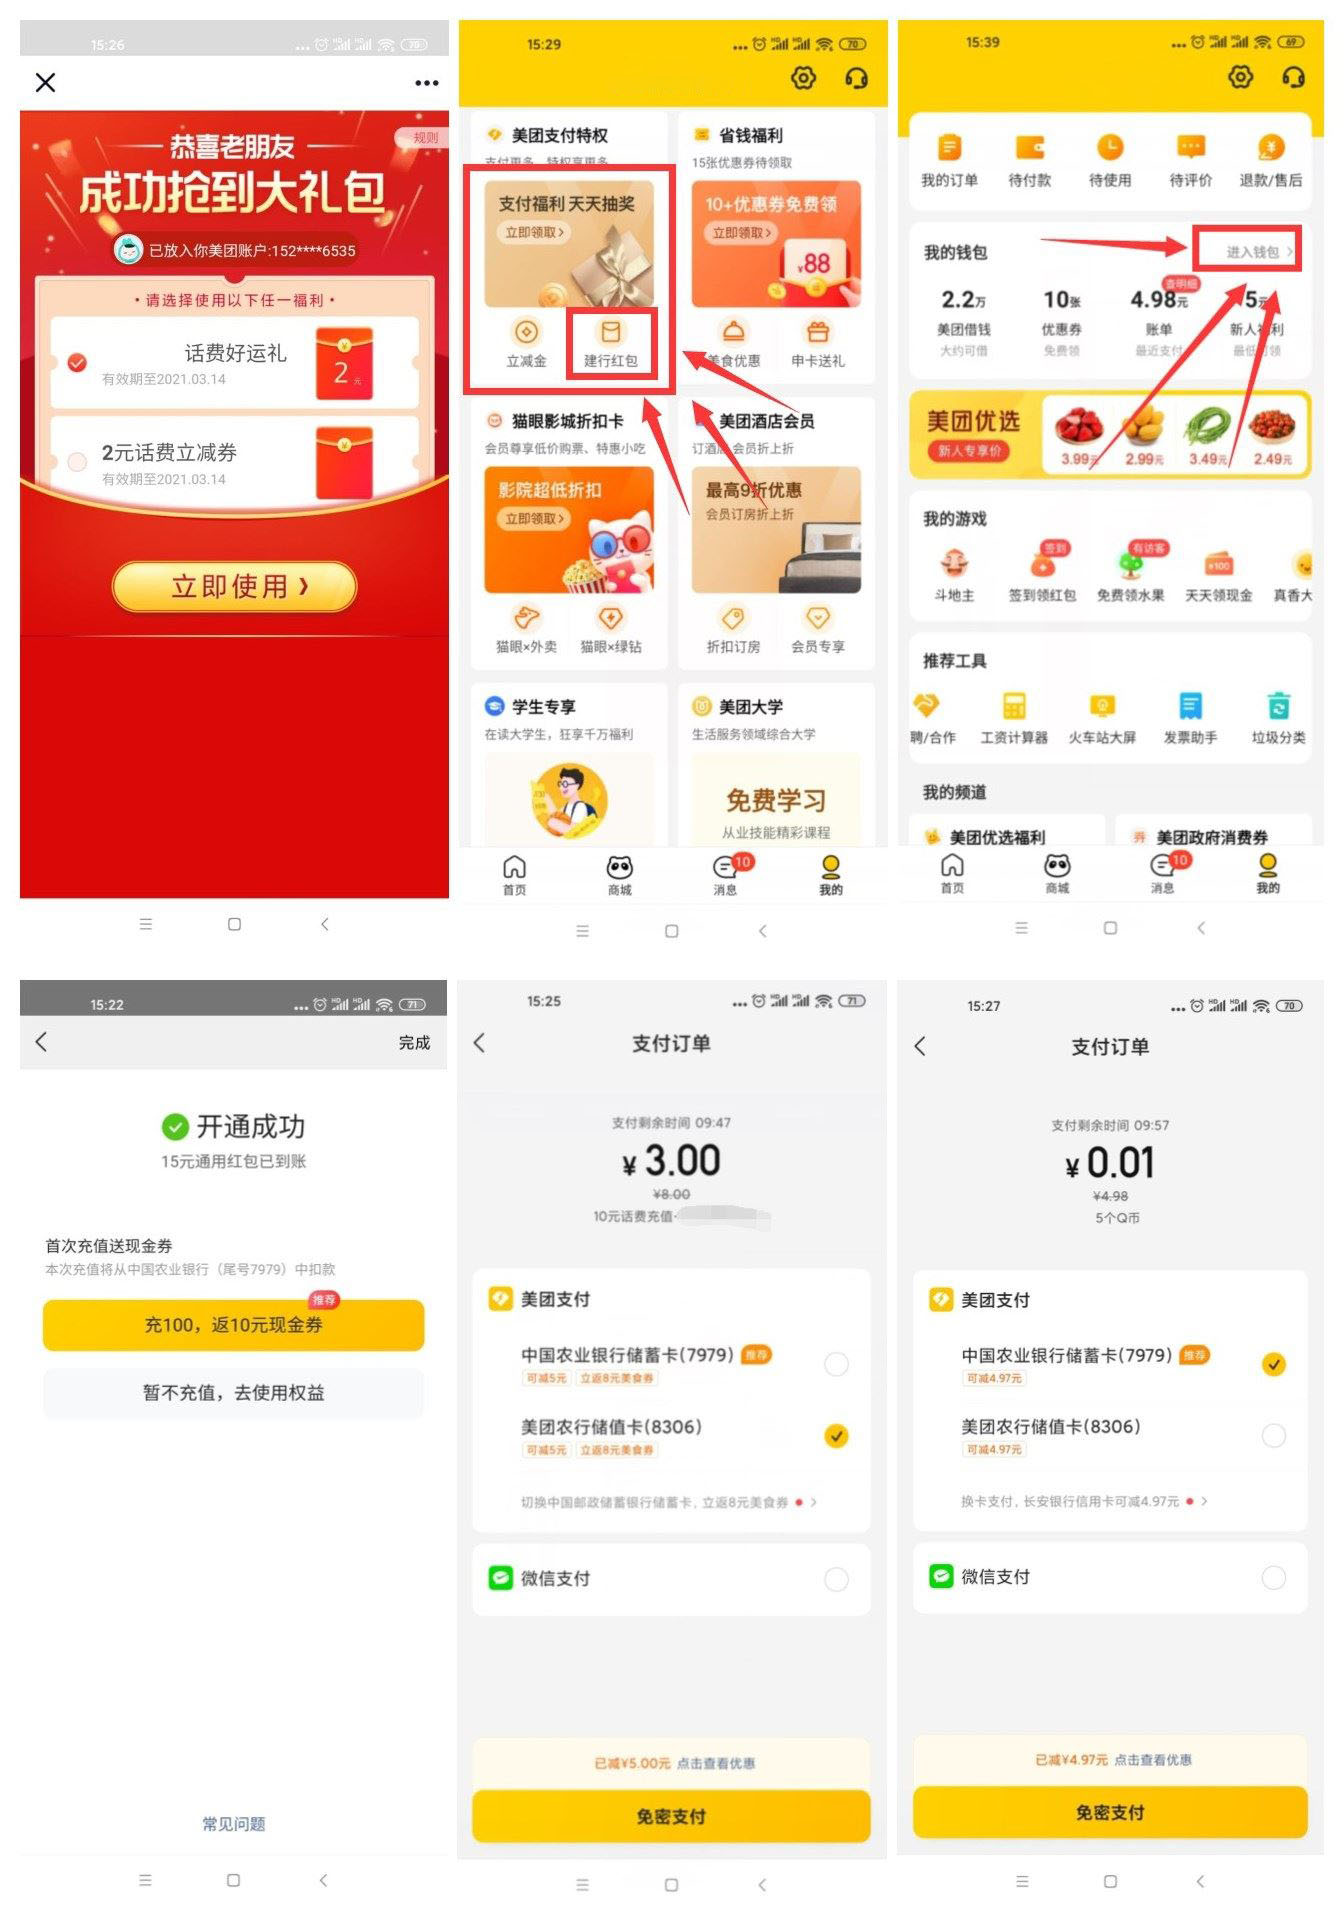 15:26
70
规则
恭喜老朋友
成功抢到大礼包
已放入你美团账户:152****6535
·请选择使用以下任一福利·
话费好运礼
有效期至2021.03.14
2元
2元话费立减券
有效期至2021.03.14
立即使用 》
15:29
70
美团支付特权
支付更多，特权享更多
支付福利 天天抽奖
立即领取>
立减金
建行红包
省钱福利
15张优惠券待领取
10+优惠券免费领
立即领取>
¥88
美食优惠
申卡送礼
猫眼影城折扣卡
会员尊享低价购票、特惠小吃
影院超低折扣
立即领取>
猫眼×外卖
猫眼×绿钻
美团酒店会员
会员折上折
最高9折优惠
会员订房折上折
折扣订房
会员专享
学生专享
在读大学生，狂享千万福利
美团大学
生活服务领域综合大学
免费学习
从业技能精彩课程
首页
商城
消息
10
我的
15:39
69
我的订单
待付款
待使用
待评价
退款/售后
我的钱包
进入钱包 >
查明细
2.2万
10张
4.98元
5元
美团借钱
优惠券
账单
新人福利
大约可借
免费领
最近支付
美团优选
新人专享价
3.99元
2.99元
3.49元
2.49元
我的游戏
签到
有访客
¥100
斗地主
签到领红包
免费领水果
天天领现金
真香大
推荐工具
聘/合作
工资计算器
火车站大屏
发票助手
垃圾分类
我的频道
美团优选福利
券 美团政府消费券
首页
商城
消息
10
我的
15:22
71
完成
开通成功
15元通用红包已到账
首次充值送现金券
本次充值将从中国农业银行（尾号7979）中扣款
推荐
充100，返10元现金券
暂不充值，去使用权益
常见问题
15:25
71
支付订单
支付剩余时间 09:47
¥ 3.00
¥8.00
10元话费充值-
美团支付
中国农业银行储蓄卡(7979) 推荐
可减5元 立返8元美食券
美团农行储值卡(8306)
可减5元 立返8元美食券
切换中国邮政储蓄银行储蓄卡，立返8元美食券 >
微信支付
已减¥5.00元 点击查看优惠
免密支付
15:27
70
支付订单
支付剩余时间 09:57
¥ 0.01
¥4.98
5个Q币
美团支付
中国农业银行储蓄卡(7979) 推荐
可减4.97元
美团农行储值卡(8306)
可减4.97元
换卡支付，长安银行信用卡可减4.97元 >
微信支付
已减¥4.97元 点击查看优惠
免密支付